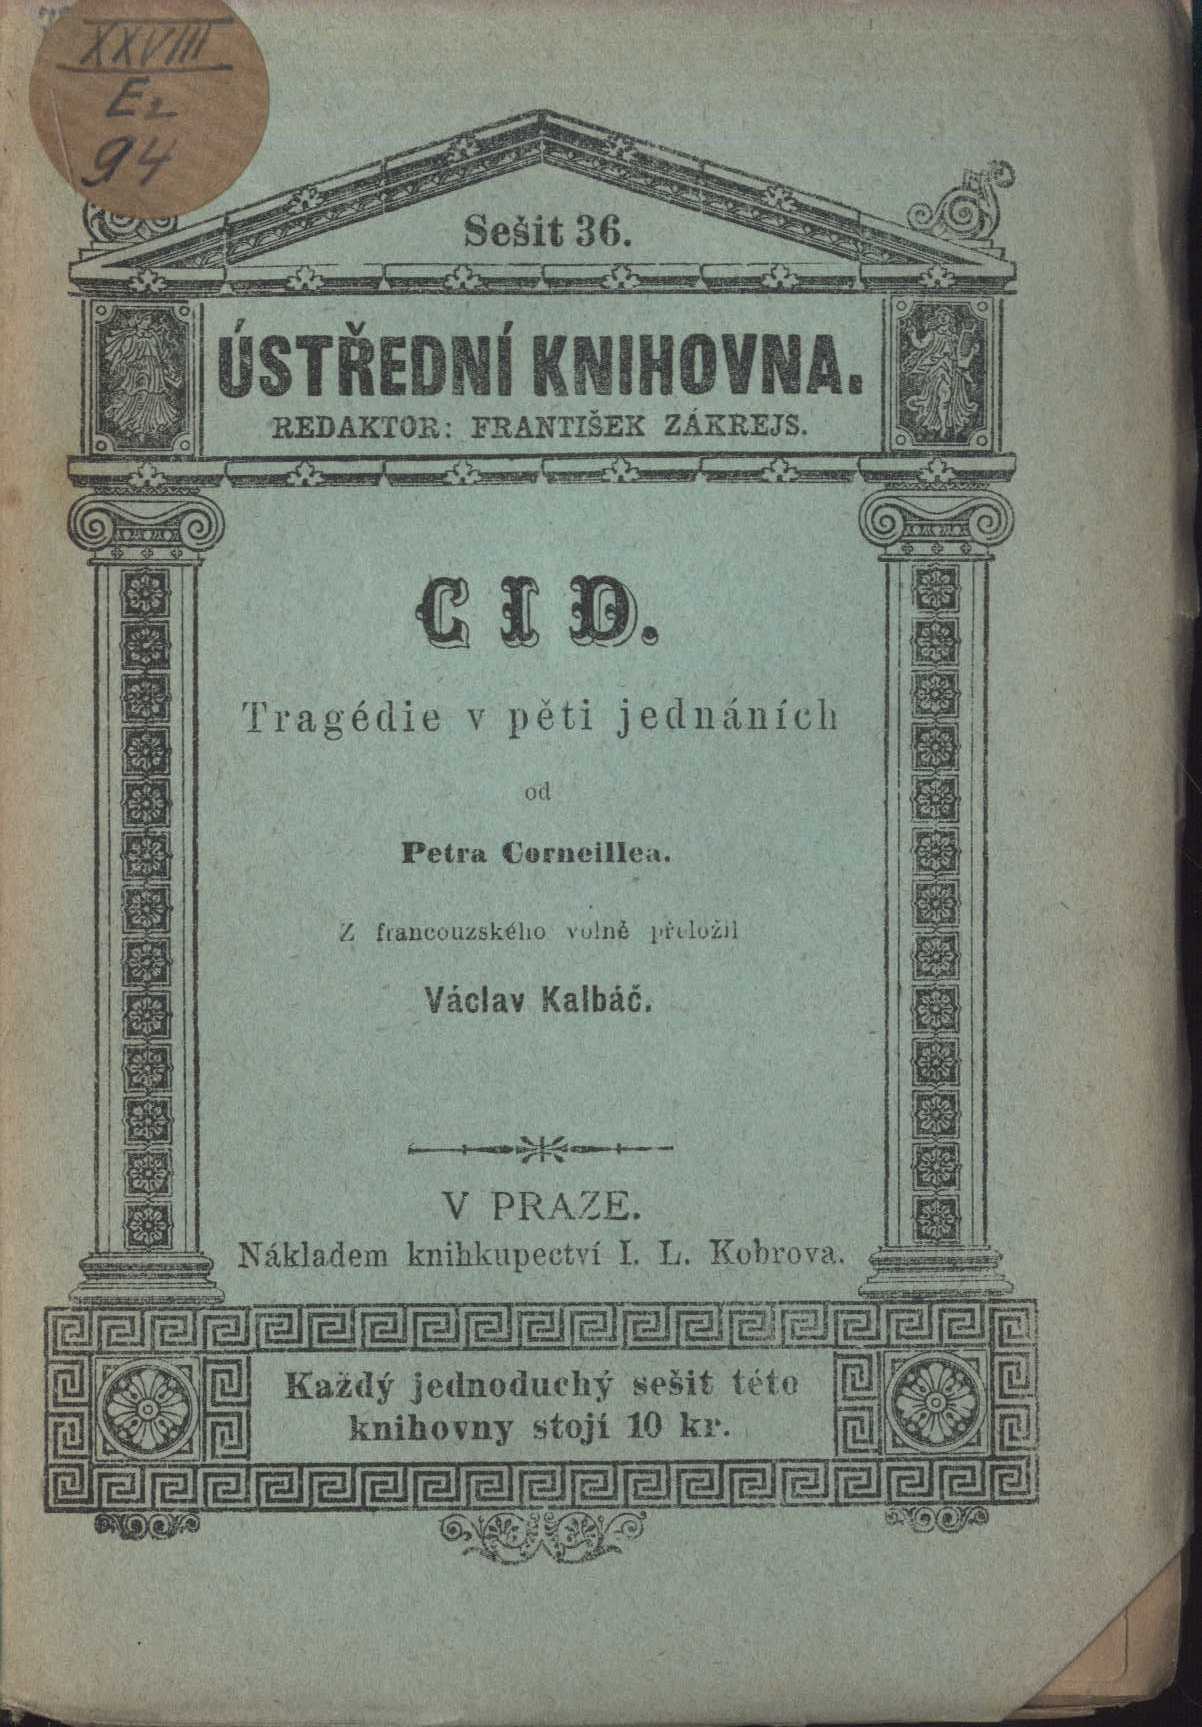 XXVIII
E2
94
Sešit 36.
ÚSTŘEDNÍ KNIHOVNA.
REDAKTOR: FRANTIŠEK ZÁKREJS.
CID.
Tragédie v pěti jednáních
od
Petra Corneillea.
Z francouzského volně přeložil
Václav Kalbáč.
V PRAZE.
Nákladem knihkupectví I. L. Kobrova.
Každý jednoduchý sešit této
knihovny stojí 10 kr.